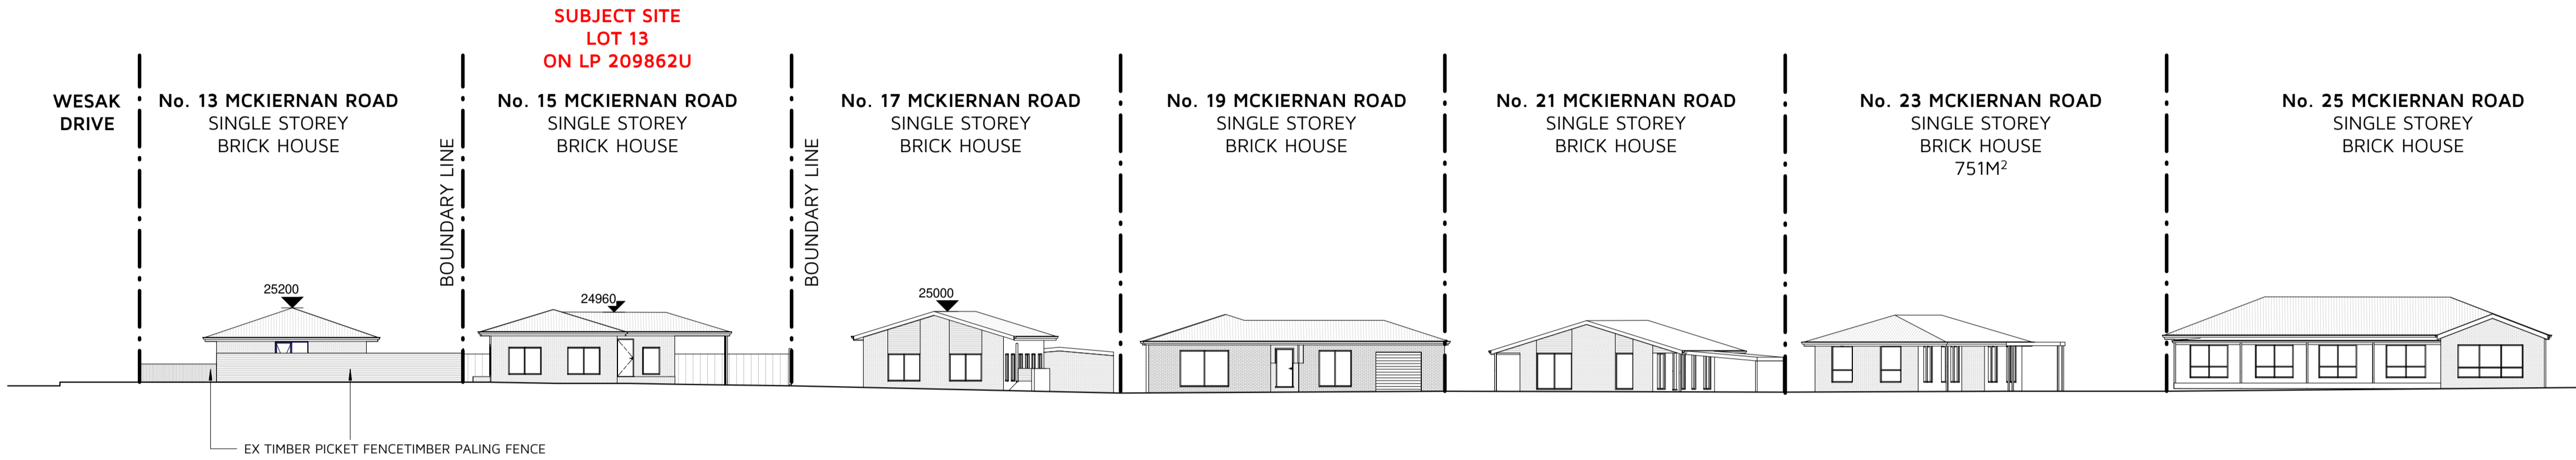 SUBJECT SITE
LOT 13
ON LP 209862U
WESAK
DRIVE
No. 13 MCKIERNAN ROAD
SINGLE STOREY
BRICK HOUSE
BOUNDARY LINE
No. 15 MCKIERNAN ROAD
SINGLE STOREY
BRICK HOUSE
BOUNDARY LINE
No. 17 MCKIERNAN ROAD
SINGLE STOREY
BRICK HOUSE
No. 19 MCKIERNAN ROAD
SINGLE STOREY
BRICK HOUSE
No. 21 MCKIERNAN ROAD
SINGLE STOREY
BRICK HOUSE
No. 23 MCKIERNAN ROAD
SINGLE STOREY
BRICK HOUSE
751M²
No. 25 MCKIERNAN ROAD
SINGLE STOREY
BRICK HOUSE
25200
24960
25000
EX TIMBER PICKET FENCETIMBER PALING FENCE